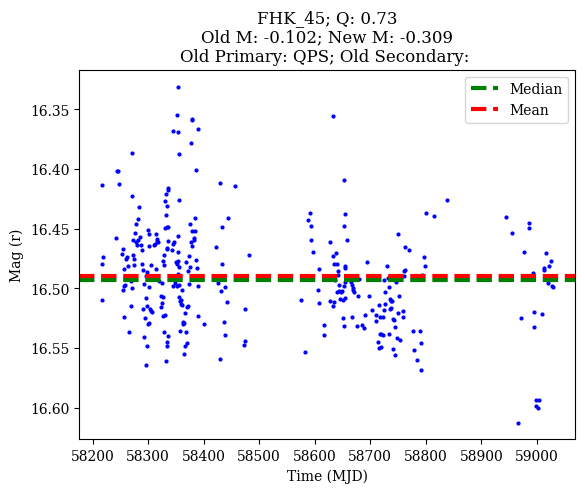 FHK_45; Q: 0.73
Old M: -0.102; New M: -0.309
Old Primary: QPS; Old Secondary:
Median
Mean
16.35
16.40
16.45
16.50
16.55
16.60
Mag (r)
58200 58300 58400 58500 58600 58700 58800 58900 59000
Time (MJD)